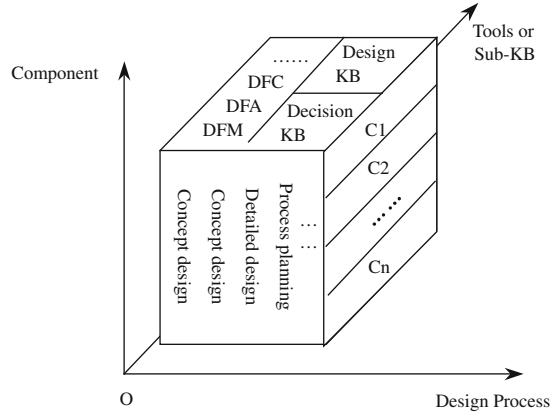 Tools or
Sub-KB
Component
......
Design
KB
DFC
DFA
DFM
Decision
KB
C1
C2
......
Cn
Concept design
Concept design
Detailed design
Process planning
...
...
O
Design Process